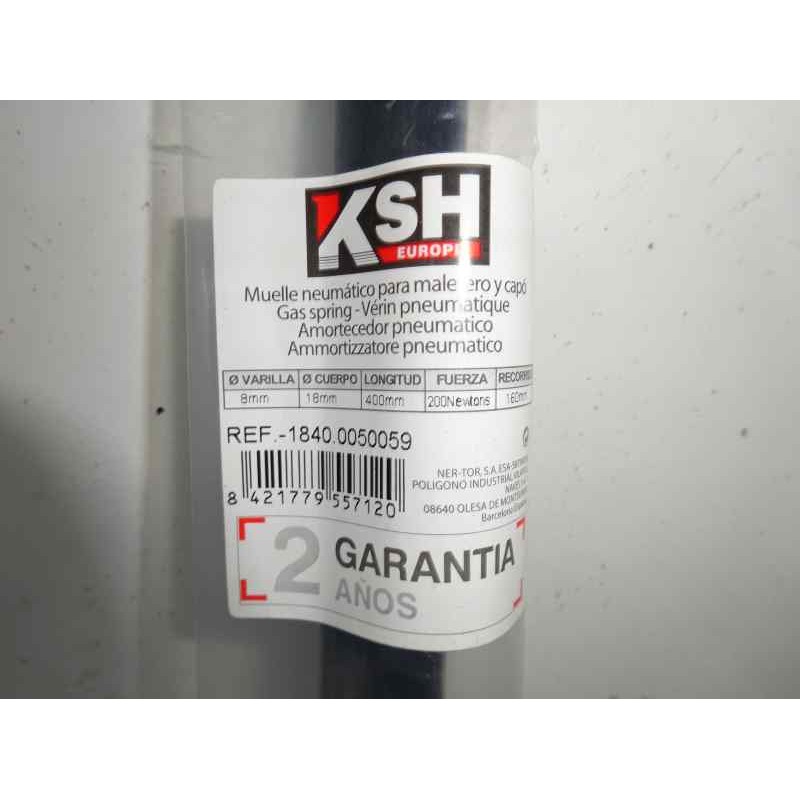 KSH
EUROPE
Muelle neumático para maletero y capó
Gas spring - Vérin pneumatique
Amortecedor pneumatico
Ammortizzatore pneumatico
Ø VARILLA Ø CUERPO LONGITUD FUERZA RECORRIDO
8mm 18mm 400mm 200Newtons 160mm
REF.-1840.0050059
NER-TOR, S.A.
POLIGONO INDUSTRIAL
08640 OLESA DE
Barcelona
8 421779 557120
2 GARANTIA
AÑOS